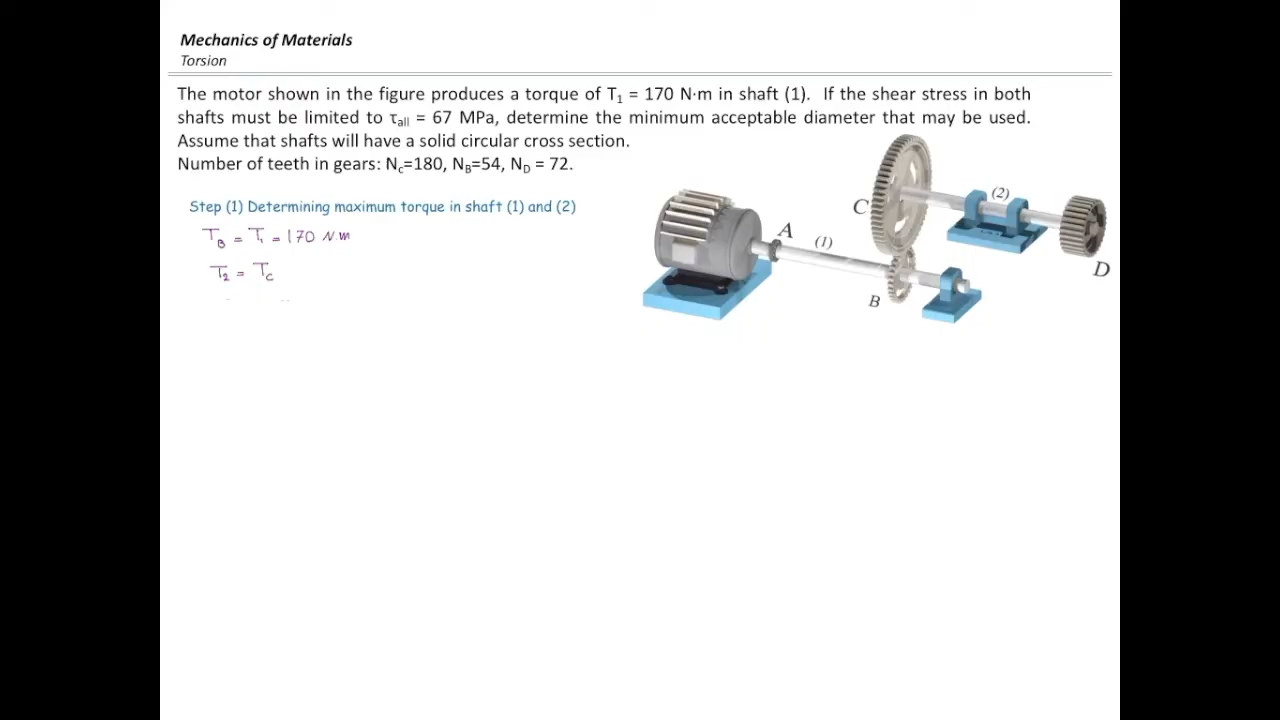 Mechanics of Materials
Torsion
The motor shown in the figure produces a torque of T₁ = 170 N·m in shaft (1). If the shear stress in both
shafts must be limited to τall = 67 MPa, determine the minimum acceptable diameter that may be used.
Assume that shafts will have a solid circular cross section.
Number of teeth in gears: Nc=180, NB=54, ND = 72.
Step (1) Determining maximum torque in shaft (1) and (2)
TB = T₁ = 170 N.m
T₂ = Tc
A
(1)
B
C
(2)
D